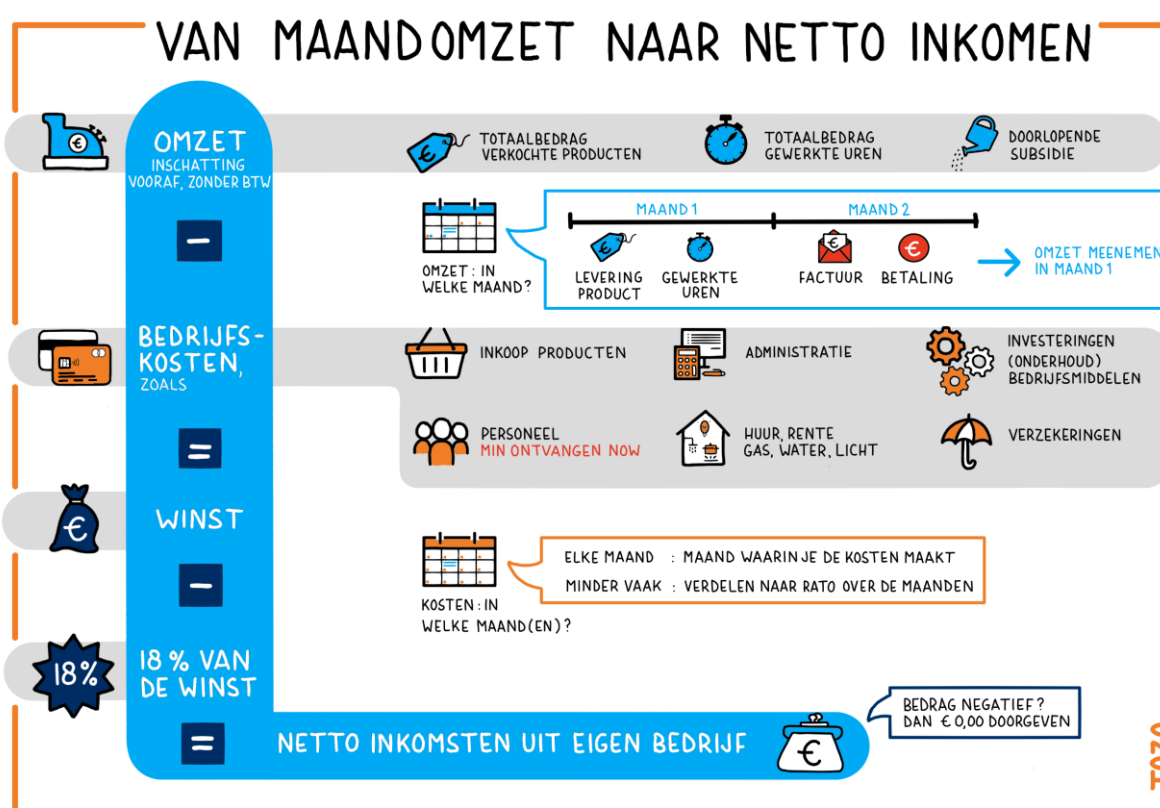 VAN MAANDOMZET NAAR NETTO INKOMEN
OMZET
INSCHATTING
VOORAF, ZONDER BTW
€
€
TOTAALBEDRAG
VERKOCHTE PRODUCTEN
TOTAALBEDRAG
GEWERKTE UREN
DOORLOPENDE
SUBSIDIE
−
OMZET : IN
WELKE MAAND?
MAAND 1
MAAND 2
€
€
LEVERING
PRODUCT
GEWERKTE
UREN
FACTUUR
BETALING
OMZET MEENEMEN
IN MAAND 1
BEDRIJFS-
KOSTEN,
ZOALS
INKOOP PRODUCTEN
ADMINISTRATIE
INVESTERINGEN
(ONDERHOUD)
BEDRIJFSMIDDELEN
PERSONEEL
MIN ONTVANGEN NOW
HUUR, RENTE
GAS, WATER, LICHT
VERZEKERINGEN
=
€
WINST
−
KOSTEN : IN
WELKE MAAND(EN)?
ELKE MAAND : MAAND WAARIN JE DE KOSTEN MAAKT
MINDER VAAK : VERDELEN NAAR RATO OVER DE MAANDEN
18%
18 % VAN
DE WINST
=
NETTO INKOMSTEN UIT EIGEN BEDRIJF
€
BEDRAG NEGATIEF?
DAN € 0,00 DOORGEVEN
TOZO